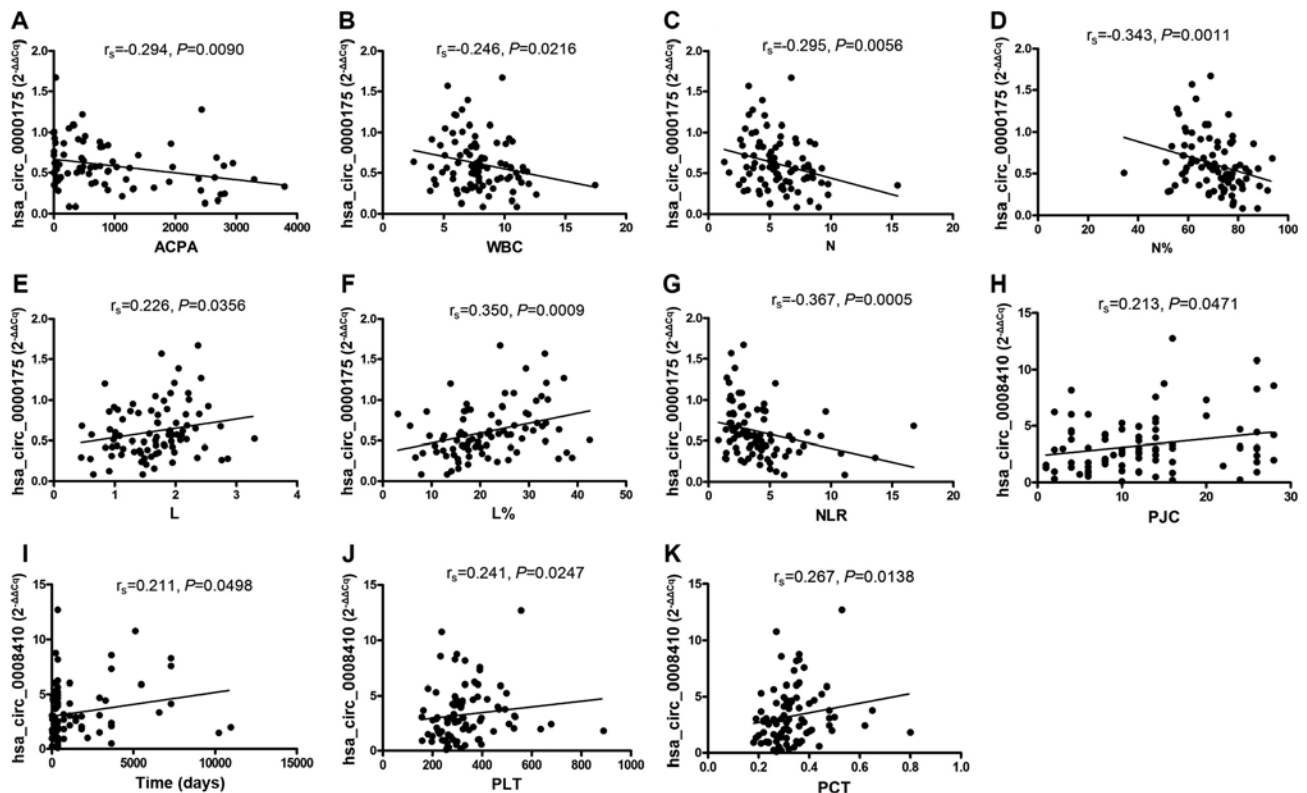 A
r_s=-0.294, P=0.0090
hsa_circ_0000175 (2^-ΔΔCq)
2.0
1.5
1.0
0.5
0.0
0
1000
2000
3000
4000
ACPA
B
r_s=-0.246, P=0.0216
hsa_circ_0000175 (2^-ΔΔCq)
2.0
1.5
1.0
0.5
0.0
0
5
10
15
20
WBC
C
r_s=-0.295, P=0.0056
hsa_circ_0000175 (2^-ΔΔCq)
2.0
1.5
1.0
0.5
0.0
0
5
10
15
20
N
D
r_s=-0.343, P=0.0011
hsa_circ_0000175 (2^-ΔΔCq)
2.0
1.5
1.0
0.5
0.0
0
20
40
60
80
100
N%
E
r_s=0.226, P=0.0356
hsa_circ_0000175 (2^-ΔΔCq)
2.0
1.5
1.0
0.5
0.0
0
1
2
3
4
L
F
r_s=0.350, P=0.0009
hsa_circ_0000175 (2^-ΔΔCq)
2.0
1.5
1.0
0.5
0.0
0
10
20
30
40
50
L%
G
r_s=-0.367, P=0.0005
hsa_circ_0000175 (2^-ΔΔCq)
2.0
1.5
1.0
0.5
0.0
0
5
10
15
20
NLR
H
r_s=0.213, P=0.0471
hsa_circ_0008410 (2^-ΔΔCq)
15
10
5
0
0
10
20
30
PJC
I
r_s=0.211, P=0.0498
hsa_circ_0008410 (2^-ΔΔCq)
15
10
5
0
0
5000
10000
15000
Time (days)
J
r_s=0.241, P=0.0247
hsa_circ_0008410 (2^-ΔΔCq)
15
10
5
0
0
200
400
600
800
1000
PLT
K
r_s=0.267, P=0.0138
hsa_circ_0008410 (2^-ΔΔCq)
15
10
5
0
0.0
0.2
0.4
0.6
0.8
1.0
PCT